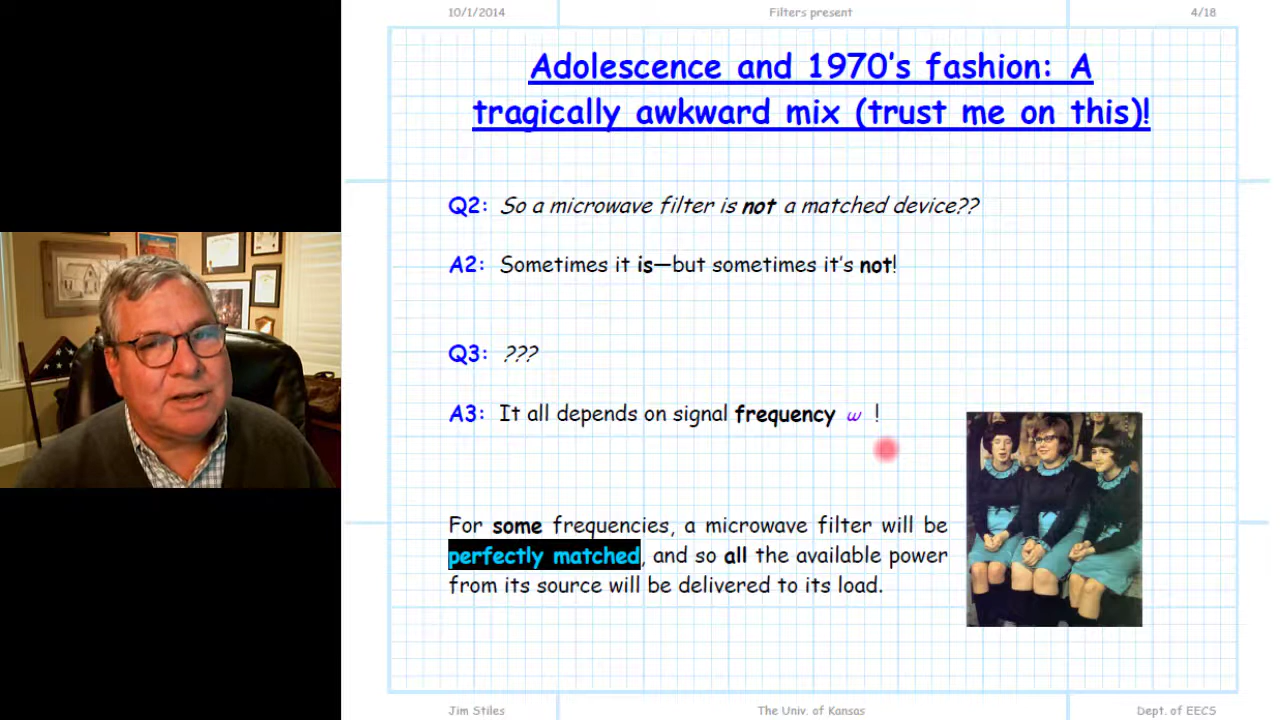 10/1/2014 Filters present 4/18
Adolescence and 1970's fashion: A
tragically awkward mix (trust me on this)!
Q2: So a microwave filter is not a matched device??
A2: Sometimes it is—but sometimes it's not!
Q3: ???
A3: It all depends on signal frequency ω !
For some frequencies, a microwave filter will be
perfectly matched, and so all the available power
from its source will be delivered to its load.
Jim Stiles The Univ. of Kansas Dept. of EECS